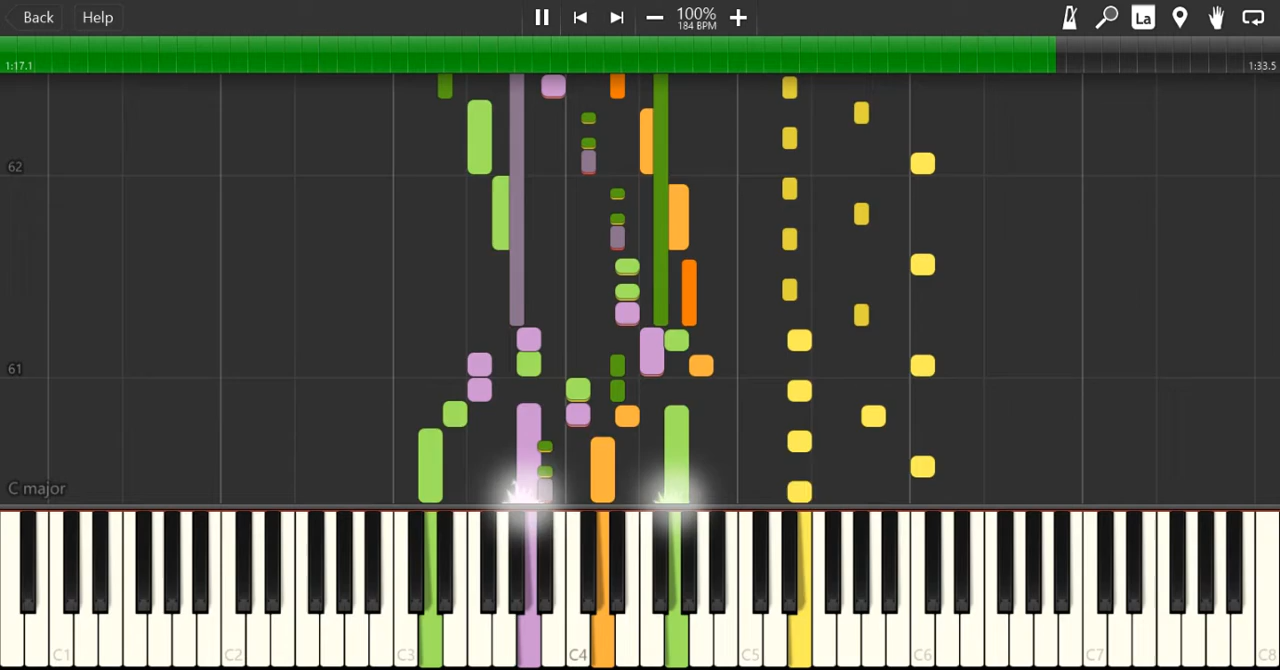 Back Help 100% La
184 BPM
1:17.1 1:33.5
62
61
C major
C1 C2 C3 C4 C5 C6 C7 C8